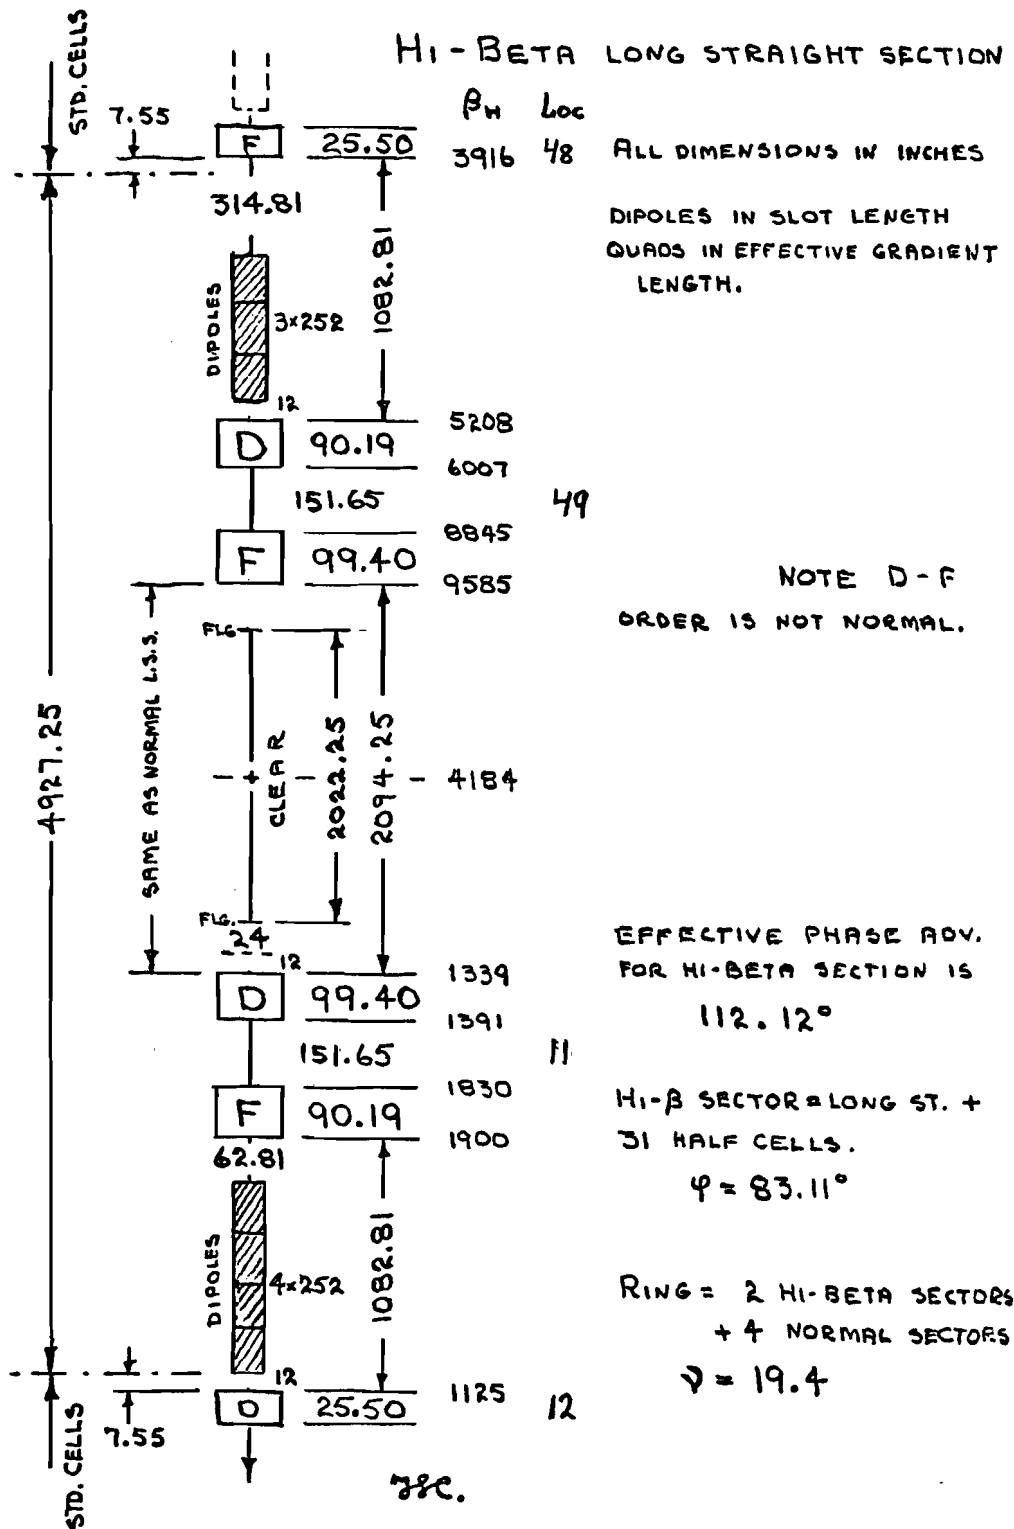 HI-BETA LONG STRAIGHT SECTION
STD. CELLS
7.55
βH LOC
F 25.50
3916 48 ALL DIMENSIONS IN INCHES
314.81
1082.81
DIPOLES IN SLOT LENGTH
QUADS IN EFFECTIVE GRADIENT
LENGTH.
DIPOLES
3×252
12
5208
D 90.19
6007
151.65
49
8845
F 99.40
9585
NOTE D-F
ORDER IS NOT NORMAL.
FLG
4927.25
SAME AS NORMAL L.S.S.
CLEAR
2022.25
2094.25
4184
FLG.
24
12
EFFECTIVE PHASE ADV.
FOR HI-BETA SECTION IS
112.12°
1339
D 99.40
1391
151.65
11
1830
F 90.19
1900
HI-β SECTOR = LONG ST. +
31 HALF CELLS.
φ = 83.11°
62.81
DIPOLES
4×252
1082.81
RING = 2 HI-BETA SECTORS
+ 4 NORMAL SECTORS
ν = 19.4
12
1125
D 25.50
12
7.55
STD. CELLS